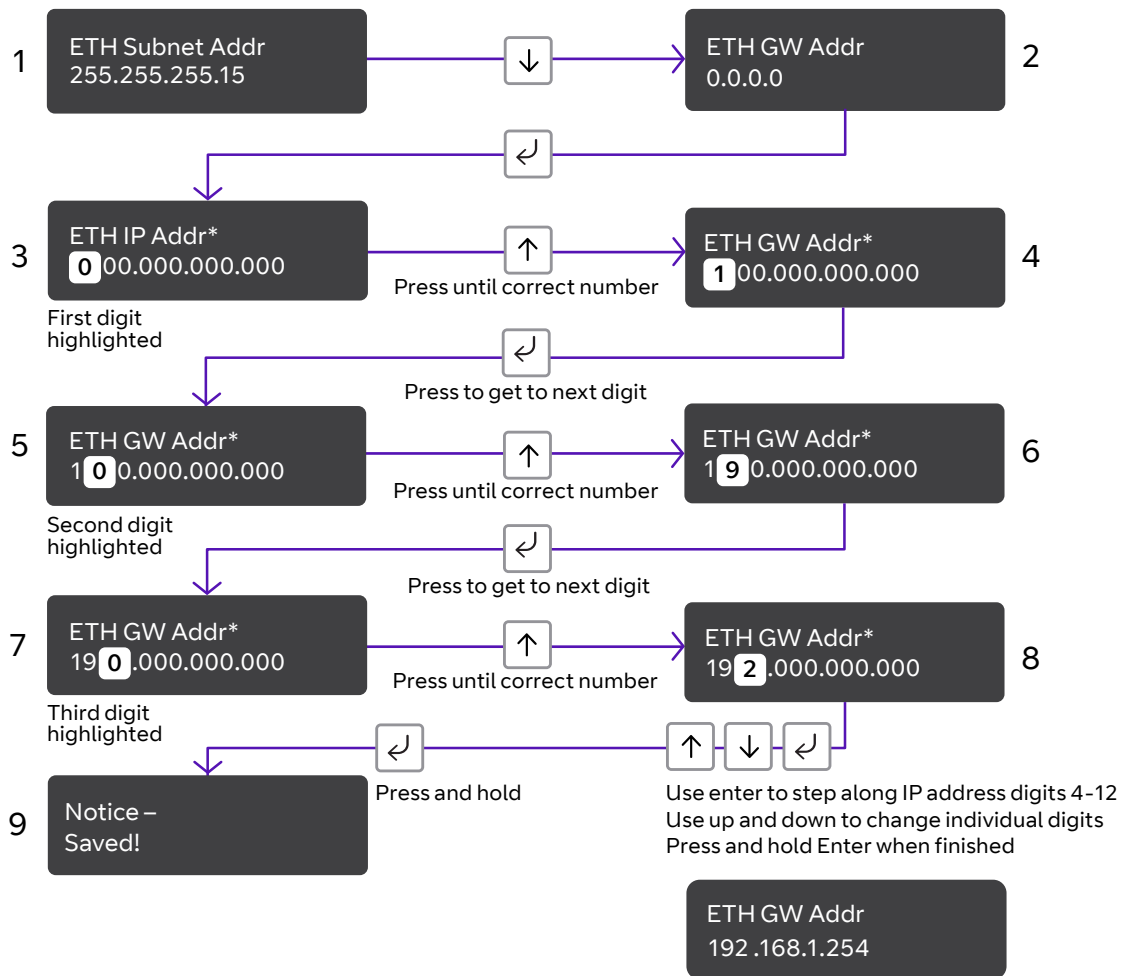 1
ETH Subnet Addr
255.255.255.15
ETH GW Addr
0.0.0.0
2
3
ETH IP Addr*
000.000.000.000
First digit
highlighted
Press until correct number
ETH GW Addr*
100.000.000.000
4
Press to get to next digit
5
ETH GW Addr*
100.000.000.000
Second digit
highlighted
Press until correct number
ETH GW Addr*
190.000.000.000
6
Press to get to next digit
7
ETH GW Addr*
190.000.000.000
Third digit
highlighted
Press until correct number
ETH GW Addr*
192.000.000.000
8
Use enter to step along IP address digits 4-12
Use up and down to change individual digits
Press and hold Enter when finished
Press and hold
9
Notice –
Saved!
ETH GW Addr
192 .168.1.254